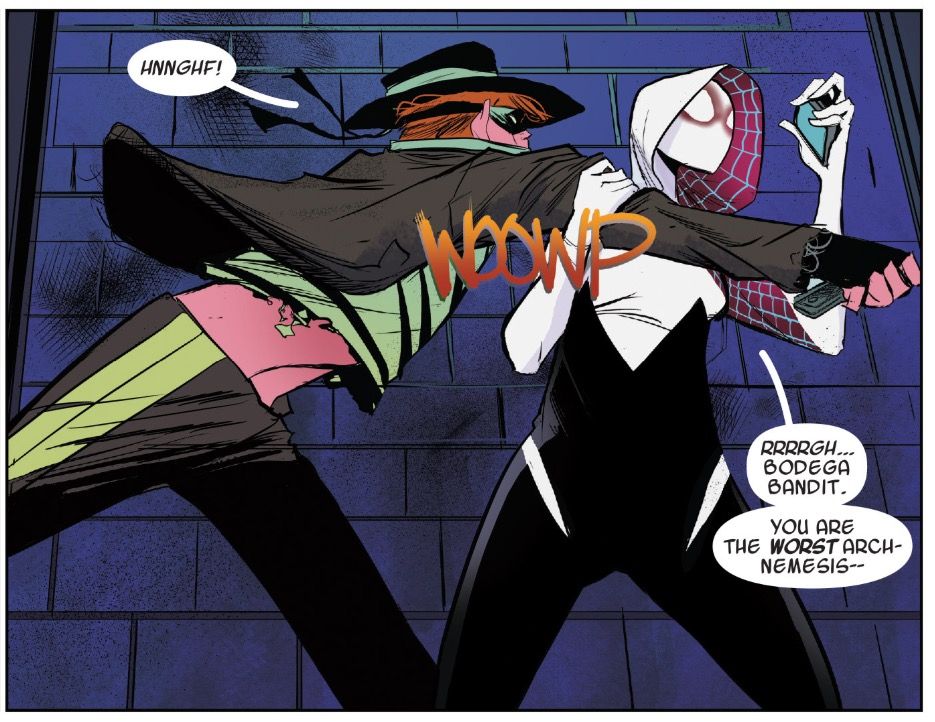 HNNGHF!
WOOWP
RRRRGH...
BODEGA
BANDIT.
YOU ARE
THE WORST ARCH-
NEMESIS--